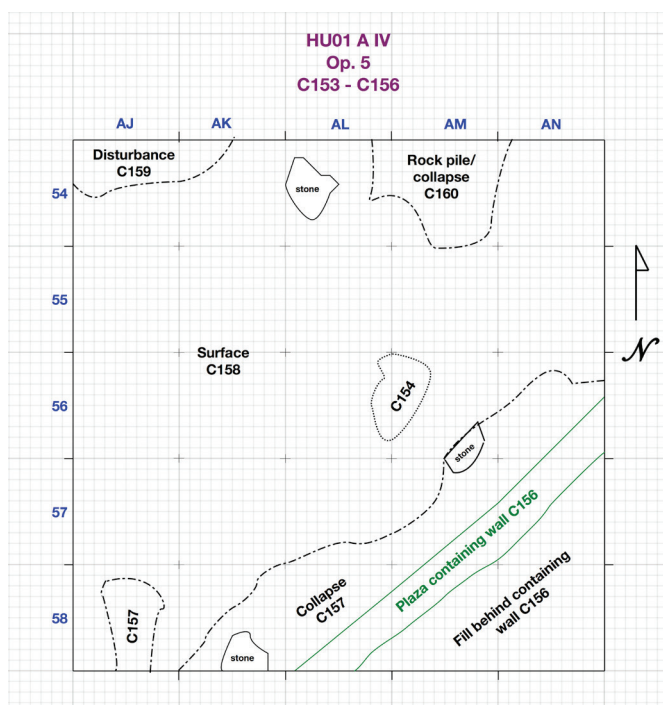 HU01 A IV
Op. 5
C153 - C156
AJ AK AL AM AN
Disturbance
C159
Rock pile/
collapse
C160
54
stone
55
Surface
C158
C154
56
stone
57
Plaza containing wall C156
Collapse
C157
Fill behind containing
wall C156
58
C157
stone
N